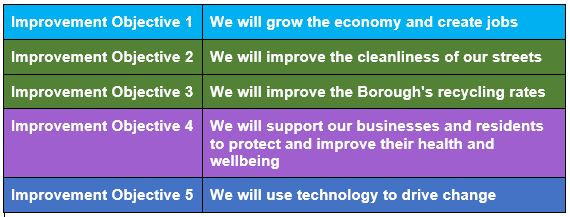 Improvement Objective 1 We will grow the economy and create jobs
Improvement Objective 2 We will improve the cleanliness of our streets
Improvement Objective 3 We will improve the Borough's recycling rates
Improvement Objective 4 We will support our businesses and residents
to protect and improve their health and
wellbeing
Improvement Objective 5 We will use technology to drive change